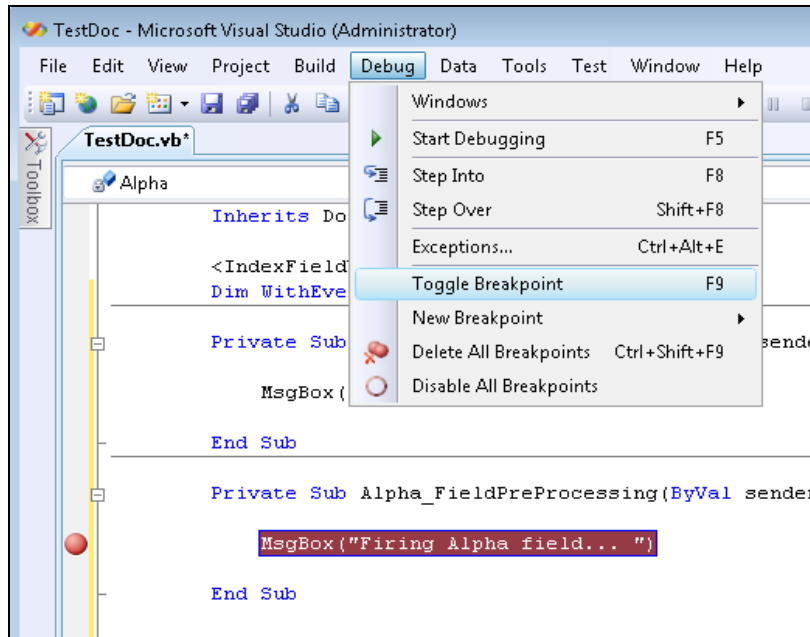 TestDoc - Microsoft Visual Studio (Administrator)
File Edit View Project Build Debug Data Tools Test Window Help
Toolbox
TestDoc.vb*
Alpha
Windows
Start Debugging F5
Step Into F8
Step Over Shift+F8
Exceptions... Ctrl+Alt+E
Toggle Breakpoint F9
New Breakpoint
Delete All Breakpoints Ctrl+Shift+F9
Disable All Breakpoints
Inherits Do
<IndexField
Dim WithEve
Private Sub sende
MsgBox(
End Sub
Private Sub Alpha_FieldPreProcessing(ByVal sender
MsgBox("Firing Alpha field... ")
End Sub